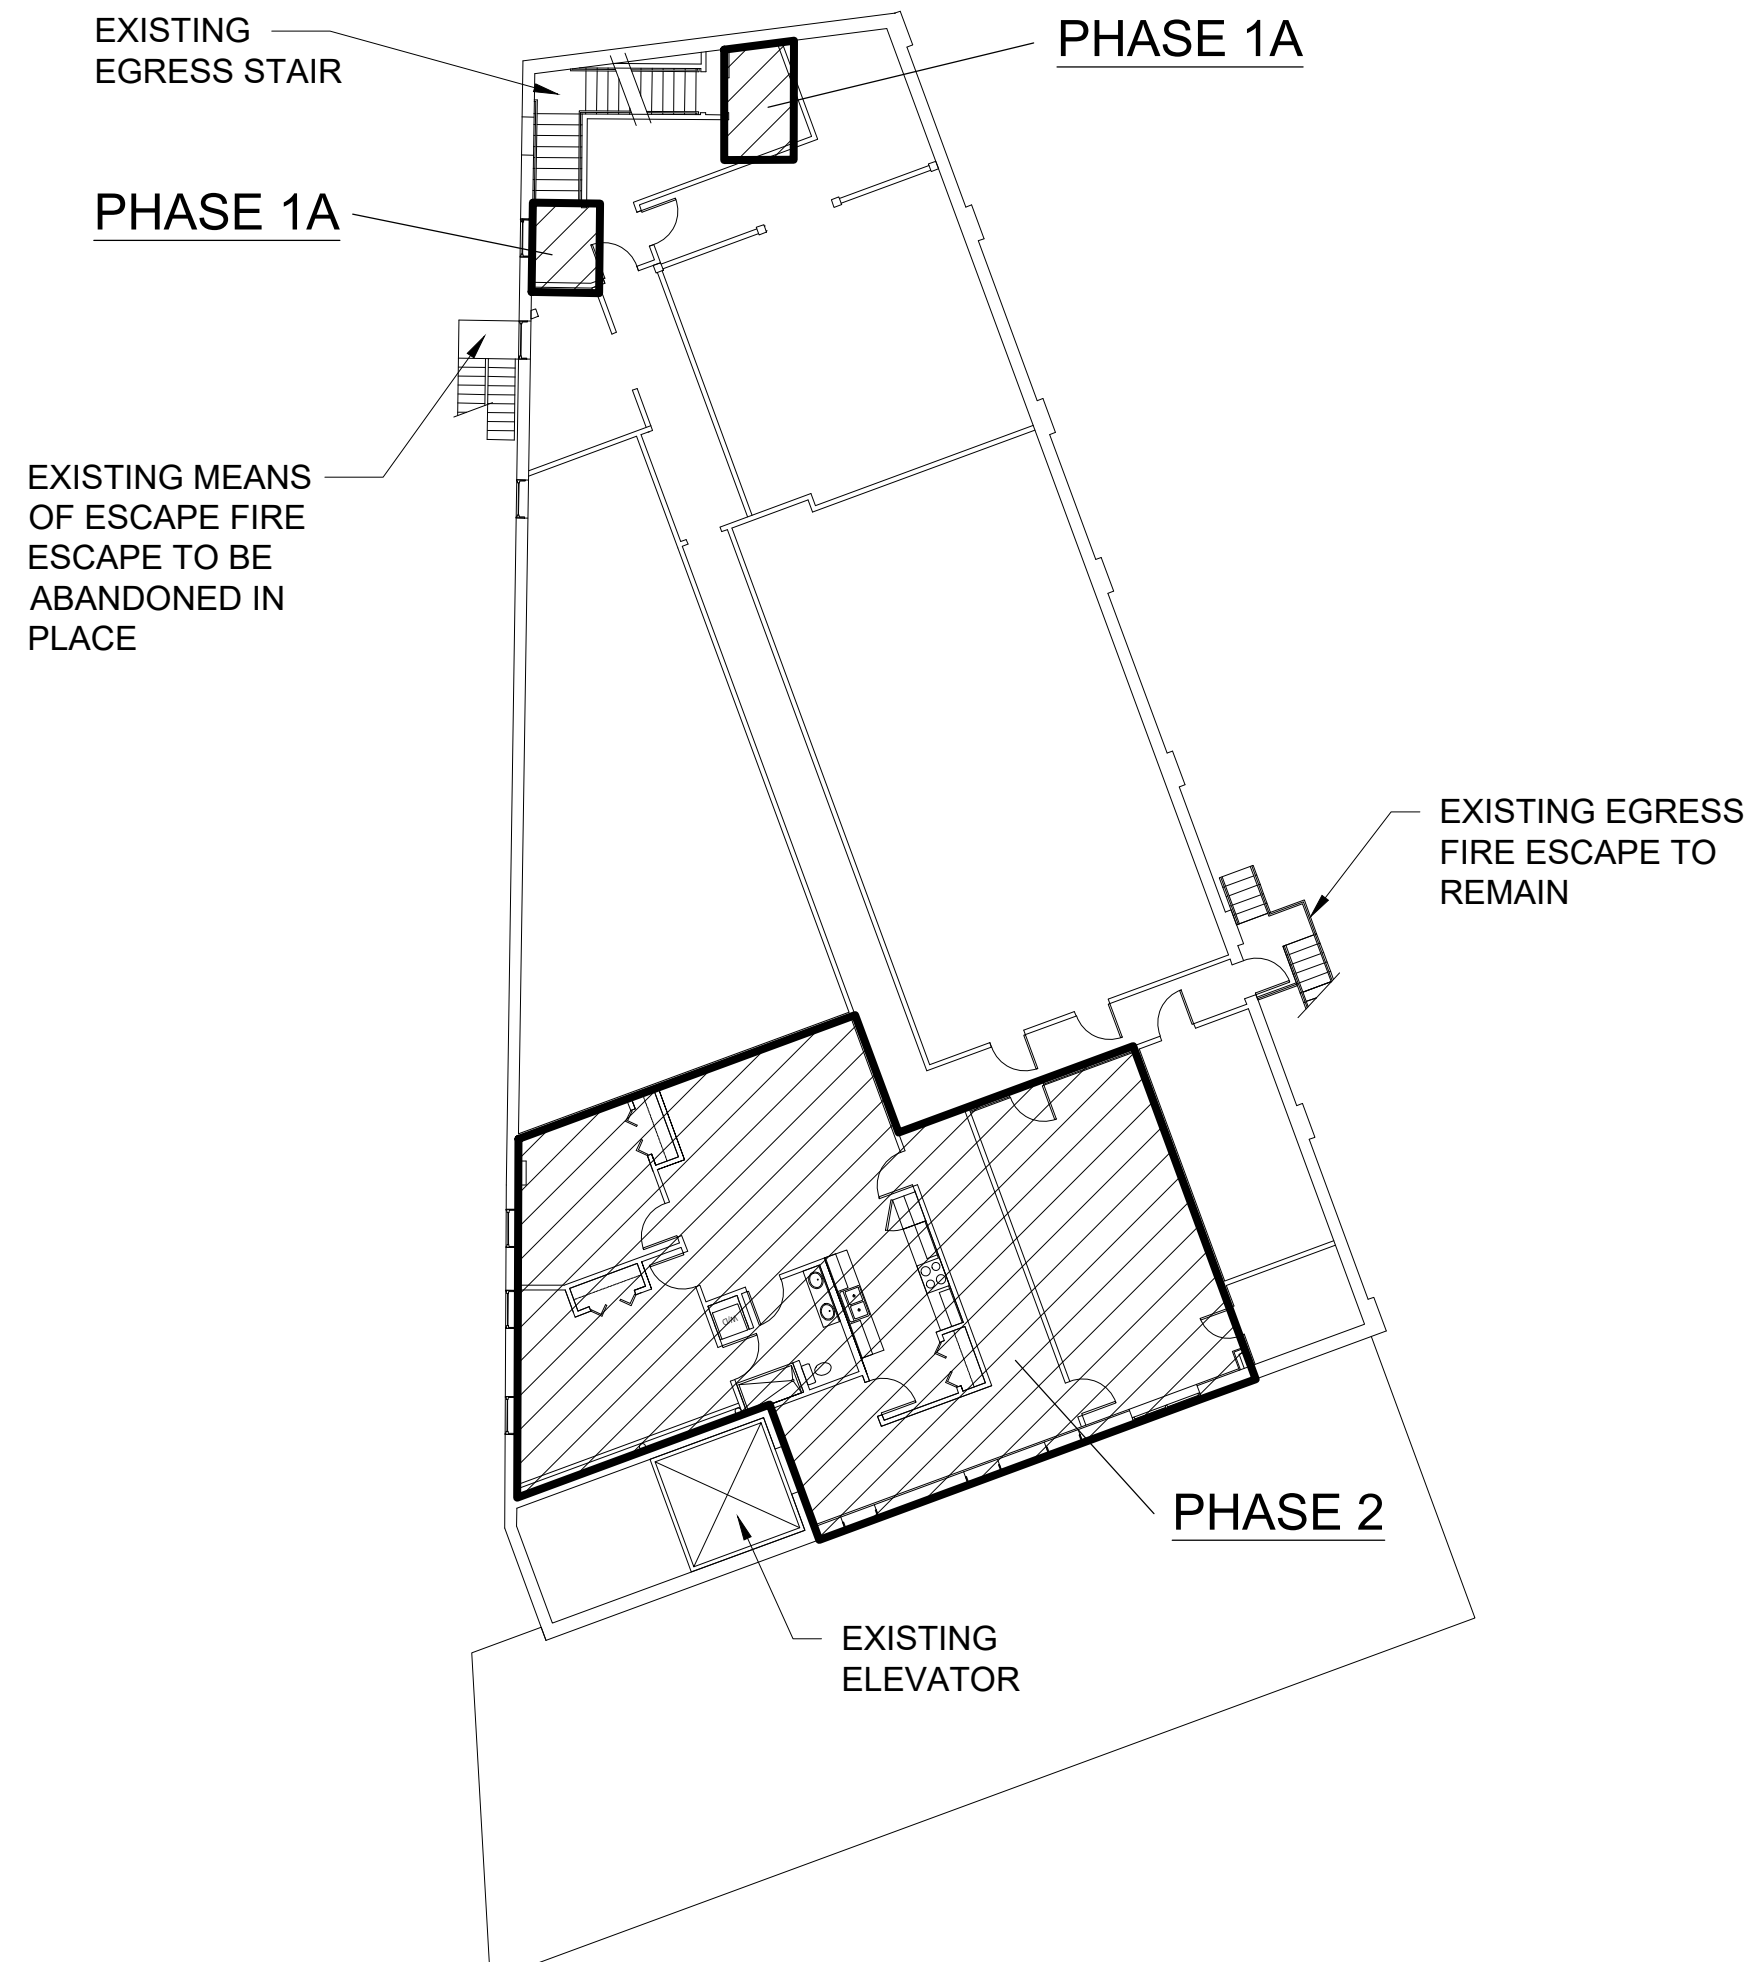 EXISTING
EGRESS STAIR
PHASE 1A
PHASE 1A
EXISTING MEANS
OF ESCAPE FIRE
ESCAPE TO BE
ABANDONED IN
PLACE
EXISTING EGRESS
FIRE ESCAPE TO
REMAIN
W/D
PHASE 2
EXISTING
ELEVATOR